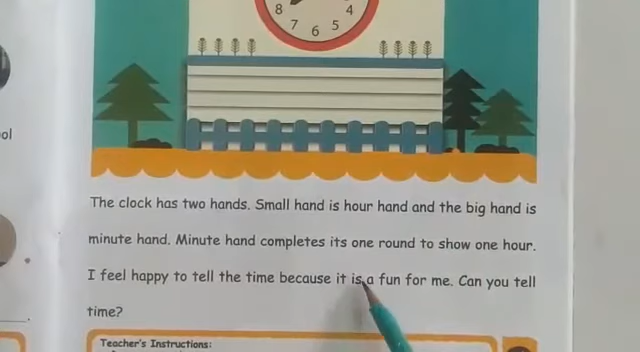 8
4
7
5
6
ol
The clock has two hands. Small hand is hour hand and the big hand is
minute hand. Minute hand completes its one round to show one hour.
I feel happy to tell the time because it is a fun for me. Can you tell
time?
Teacher's Instructions: